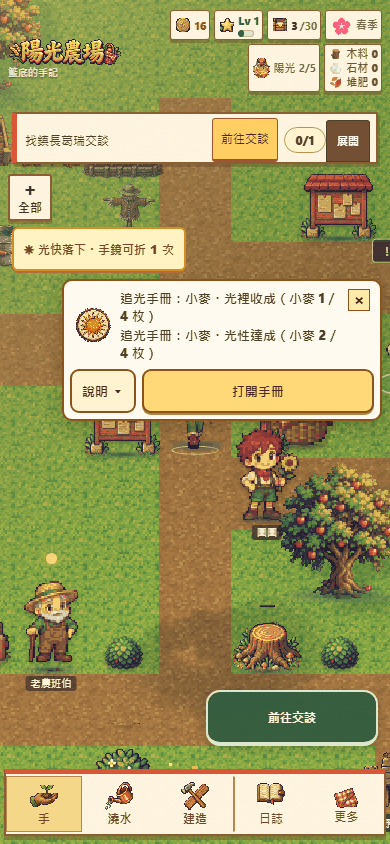 16
Lv 1
3 /30
春季
陽光農場
籃底的手記
陽光 2/5
木料 0
石材 0
堆肥 0
找鎮長葛瑞交談
前往交談
0/1
展開
+
全部
光快落下・手鏡可折 1 次
!
追光手冊：小麥・光裡收成（小麥 1 /
4 枚）
追光手冊：小麥・光性達成（小麥 2 /
4 枚）
×
說明
打開手冊
圃圃
老農班伯
前往交談
手
澆水
建造
日誌
更多